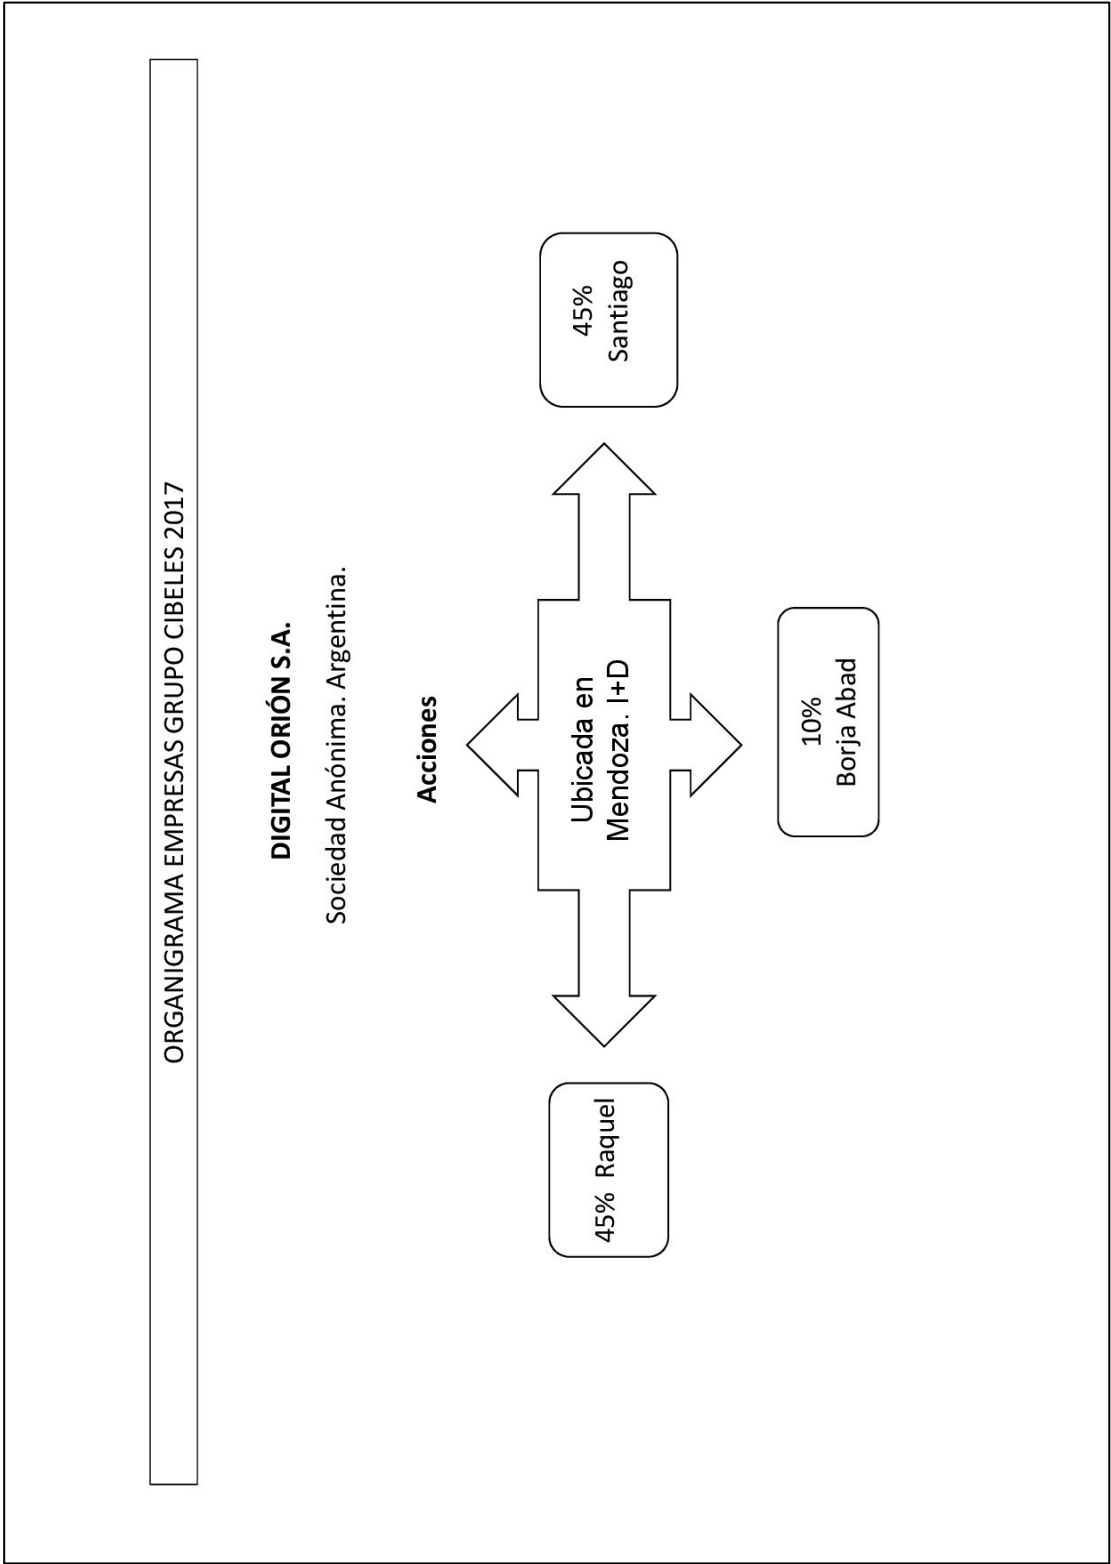 ORGANIGRAMA EMPRESAS GRUPO CIBELES 2017
DIGITAL ORIÓN S.A.
Sociedad Anónima. Argentina.
Acciones
45% Raquel
Ubicada en
Mendoza. I+D
45%
Santiago
10%
Borja Abad